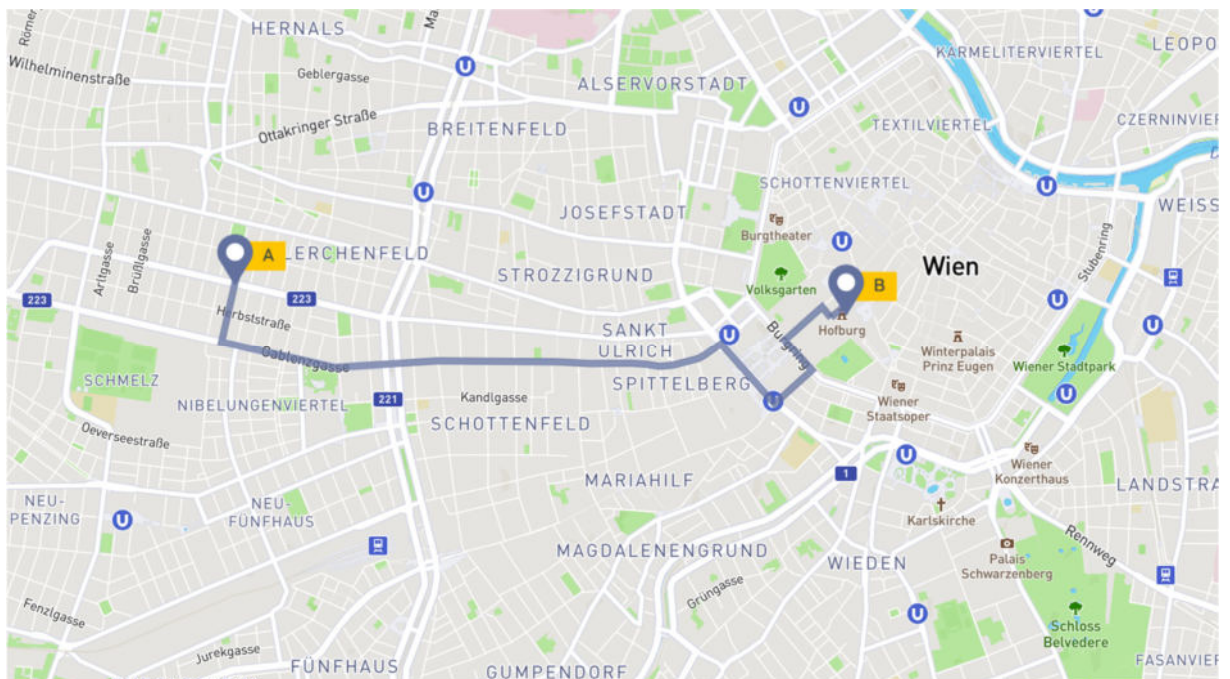 HERNALS
Römer
Ma
Wilhelminenstraße
Geblergasse
ALSERVORSTADT
KARMELITERVIERTEL
LEOPO
Ottakringer Straße
BREITENFELD
TEXTILVIERTEL
CZERNINVIER
D
SCHOTTENVIERTEL
WEISS
JOSEFSTADT
Burgtheater
Arltgasse
Brüßlgasse
A
LERCHENFELD
STROZZIGRUND
Volksgarten
B
Wien
Stubenring
223
223
Herbststraße
SANKT
ULRICH
Burgring
Hofburg
Gablenzgasse
Winterpalais
Prinz Eugen
Wiener Stadtpark
SCHMELZ
SPITTELBERG
Wiener
Staatsoper
NIBELUNGENVIERTEL
221
Kandlgasse
SCHOTTENFELD
Oeverseestraße
MARIAHILF
1
Wiener
Konzerthaus
LANDSTRA
NEU-
PENZING
U
NEU-
FÜNFHAUS
Karlskirche
Rennweg
MAGDALENENGRUND
WIEDEN
Palais
Schwarzenberg
Grüngasse
Fenzlgasse
Schloss
Belvedere
Jurekgasse
FÜNFHAUS
GUMPENDORF
FASANVIER